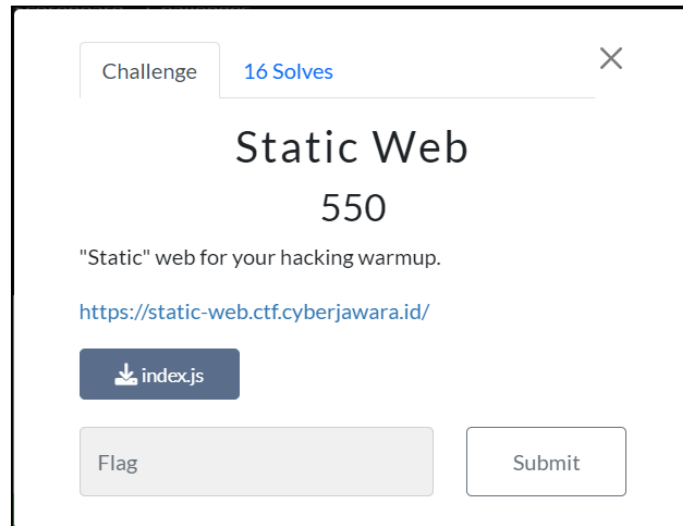 Challenge
16 Solves
Static Web
550
"Static" web for your hacking warmup.
https://static-web.ctf.cyberjawara.id/
index.js
Flag
Submit